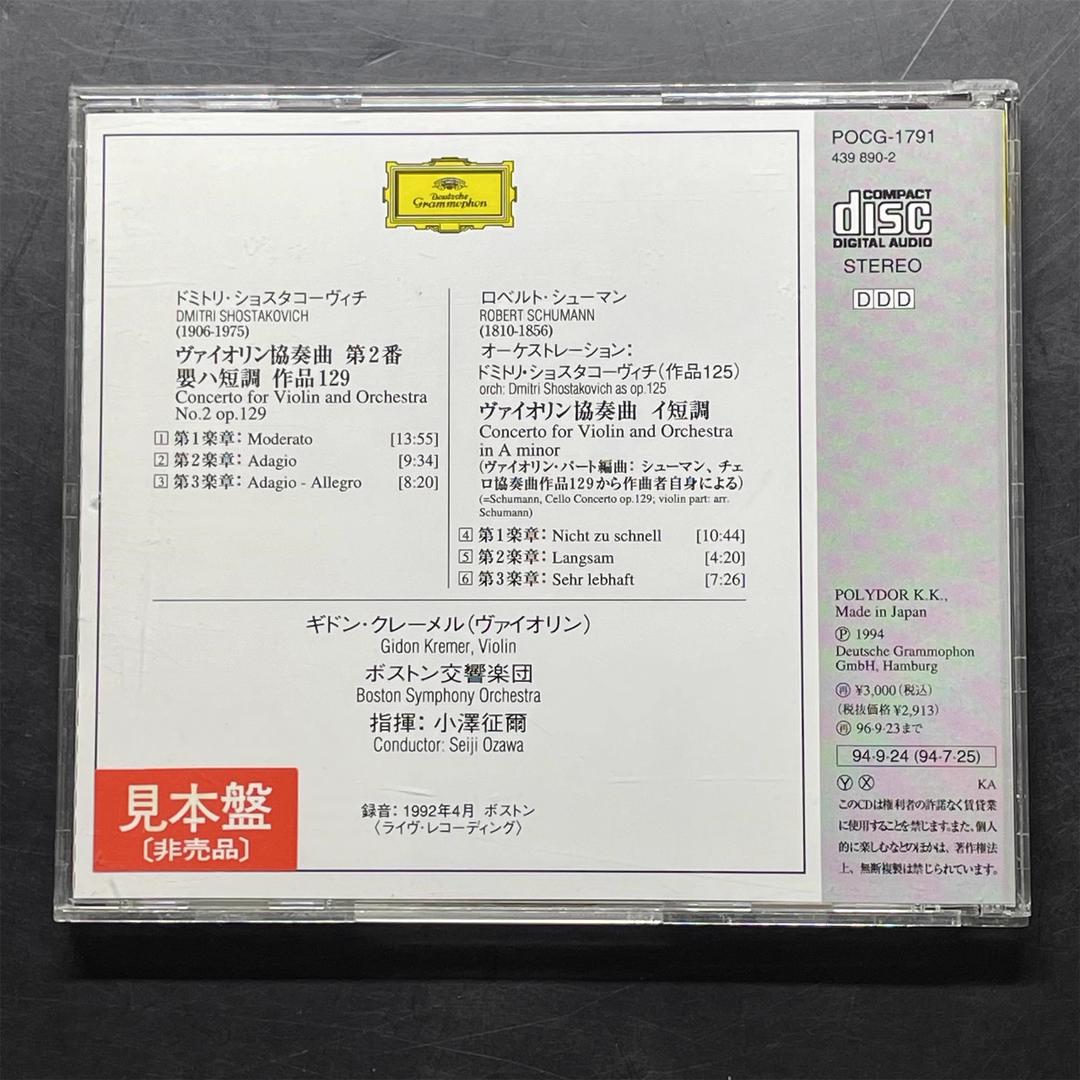 Deutsche
Grammophon
ドミトリ・ショスタコーヴィチ
DMITRI SHOSTAKOVICH
(1906-1975)
ヴァイオリン協奏曲 第2番
嬰ハ短調 作品129
Concerto for Violin and Orchestra
No.2 op.129
1 第1楽章: Moderato [13:55]
2 第2楽章: Adagio [9:34]
3 第3楽章: Adagio - Allegro [8:20]
ロベルト・シューマン
ROBERT SCHUMANN
(1810-1856)
オーケストレーション:
ドミトリ・ショスタコーヴィチ(作品125)
orch: Dmitri Shostakovich as op.125
ヴァイオリン協奏曲 イ短調
Concerto for Violin and Orchestra
in A minor
(ヴァイオリン・パート編曲: シューマン、チェ
ロ協奏曲作品129から作曲者自身による)
(=Schumann, Cello Concerto op.129; violin part: arr.
Schumann)
4 第1楽章: Nicht zu schnell [10:44]
5 第2楽章: Langsam [4:20]
6 第3楽章: Sehr lebhaft [7:26]
ギドン・クレーメル(ヴァイオリン)
Gidon Kremer, Violin
ボストン交響楽団
Boston Symphony Orchestra
指揮: 小澤征爾
Conductor: Seiji Ozawa
録音: 1992年4月 ボストン
〈ライヴ・レコーディング〉
見本盤
〔非売品〕
POCG-1791
439 890-2
COMPACT
disc
DIGITAL AUDIO
STEREO
DDD
POLYDOR K.K.,
Made in Japan
Ⓟ 1994
Deutsche Grammophon
GmbH, Hamburg
㊢ ¥3,000(税込)
(税抜価格¥2,913)
㊢ 96・9・23まで
94・9・24 (94・7・25)
Ⓨ Ⓧ KA
このCDは権利者の許諾なく賃貸業
に使用することを禁じます。また、個人
的に楽しむなどのほかは、著作権法
上、無断複製は禁じられています。